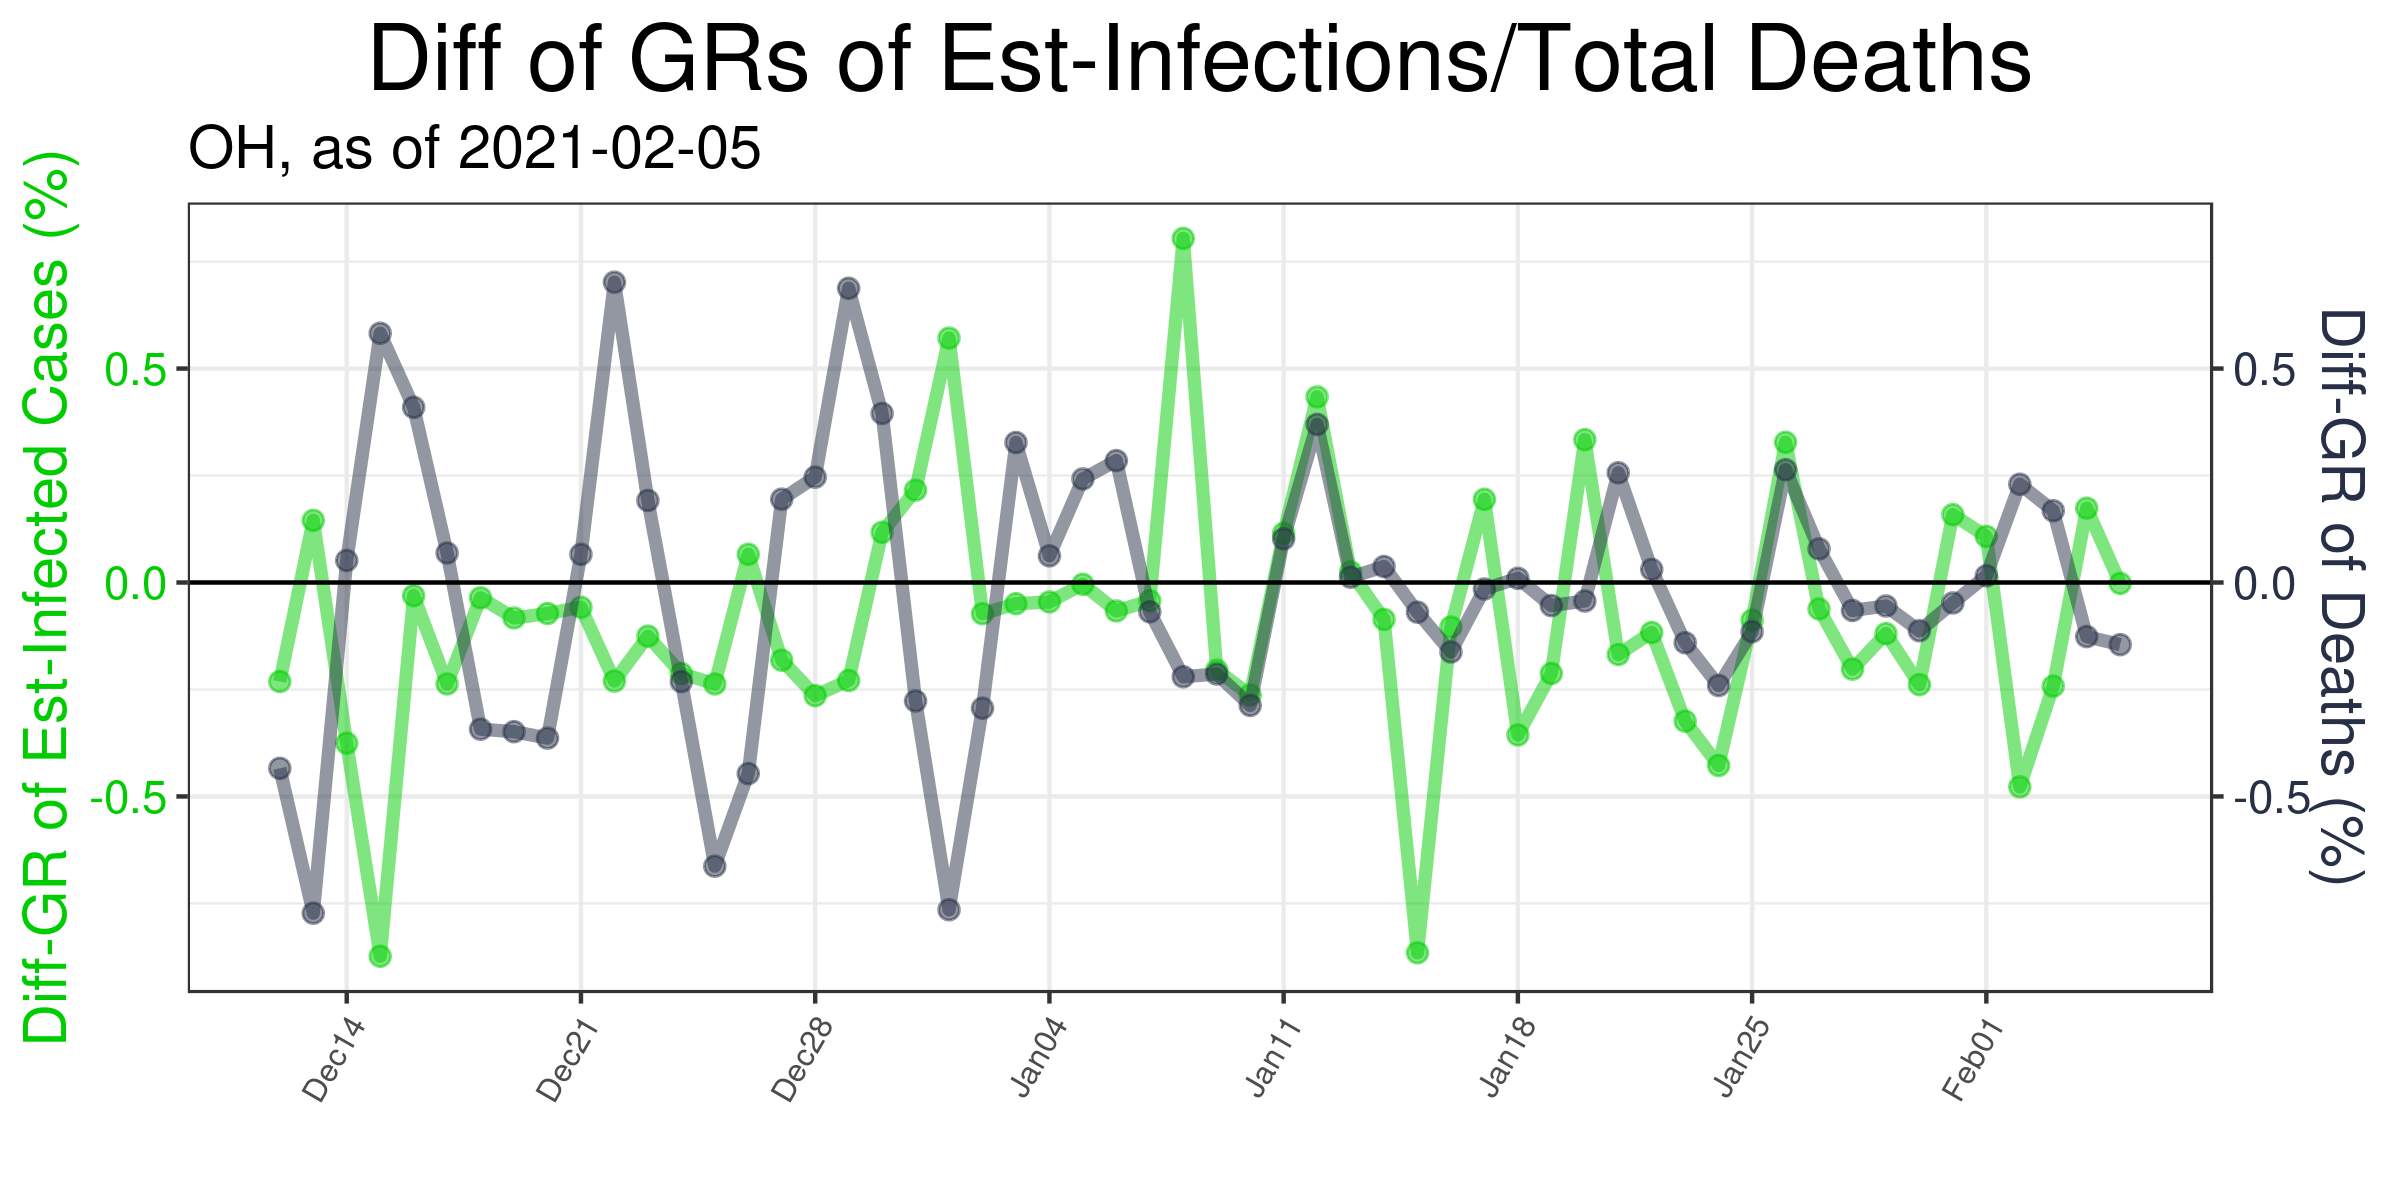 Diff of GRs of Est-Infections/Total Deaths
OH, as of 2021-02-05
Diff-GR of Est-Infected Cases (%)
0.5
0.0
-0.5
0.5
0.0
-0.5
Diff-GR of Deaths (%)
Dec14
Dec21
Dec28
Jan04
Jan11
Jan18
Jan25
Feb01